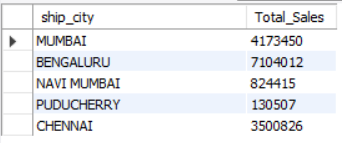 ship_city Total_Sales
MUMBAI 4173450
BENGALURU 7104012
NAVI MUMBAI 824415
PUDUCHERRY 130507
CHENNAI 3500826